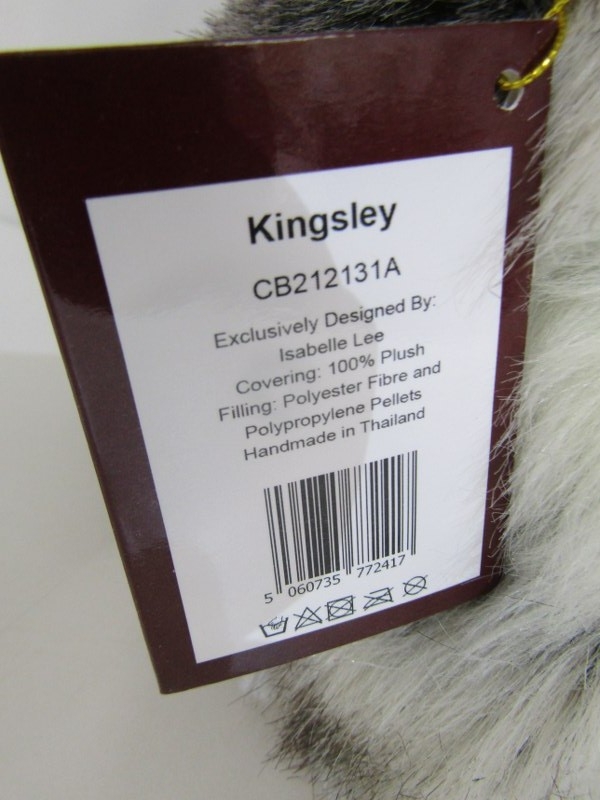 Kingsley
CB212131A
Exclusively Designed By:
Isabelle Lee
Covering: 100% Plush
Filling: Polyester Fibre and
Polypropylene Pellets
Handmade in Thailand
5 060735 772417